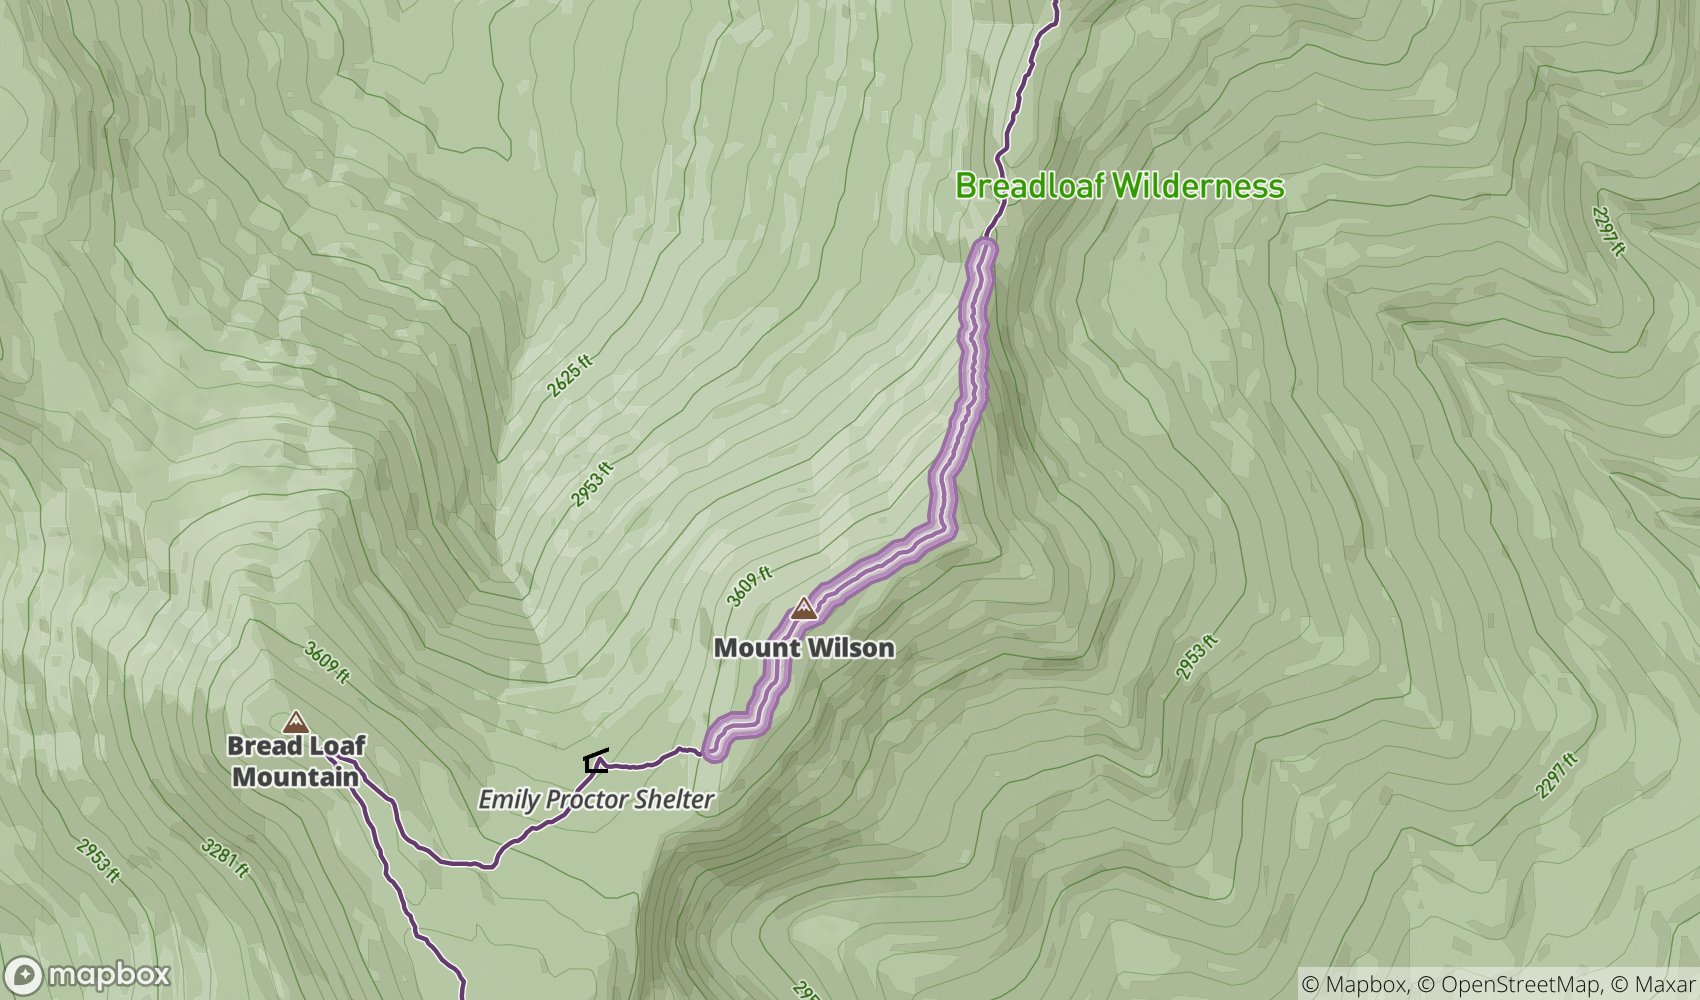 Breadloaf Wilderness
2297 ft
2625 ft
2953 ft
3609 ft
Mount Wilson
3609 ft
2953 ft
Bread Loaf
Mountain
Emily Proctor Shelter
2297 ft
2953 ft
3281 ft
mapbox
© Mapbox, © OpenStreetMap, © Maxar